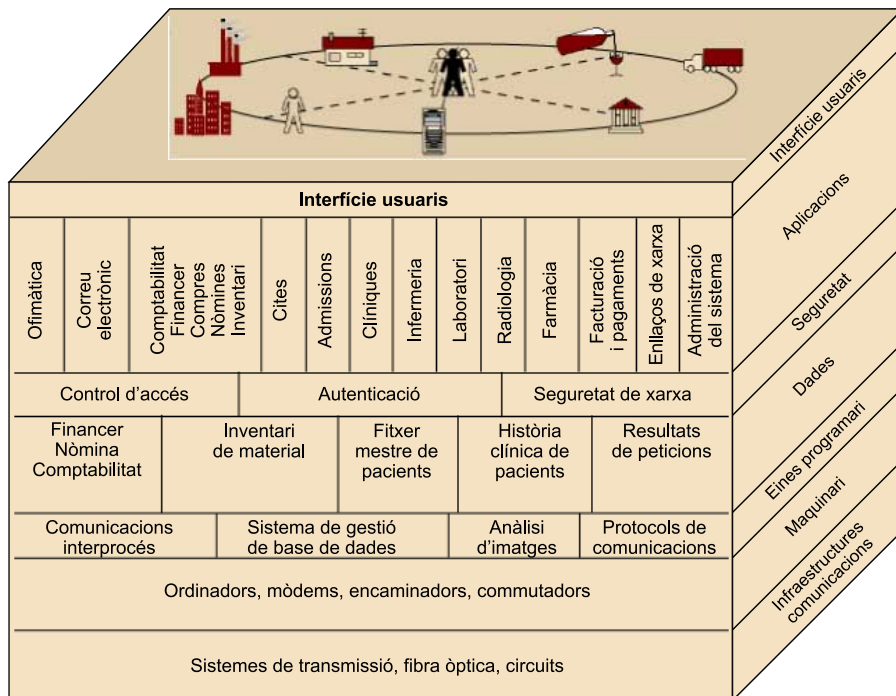 Interfície usuaris
Ofimàtica
Correu
electrònic
Comptabilitat
Financer
Compres
Nòmines
Inventari
Cites
Admissions
Clíniques
Infermeria
Laboratori
Radiologia
Farmàcia
Facturació
i pagaments
Enllaços de xarxa
Administració
del sistema
Control d’accés
Autenticació
Seguretat de xarxa
Financer
Nòmina
Comptabilitat
Inventari
de material
Fitxer
mestre de
pacients
Història
clínica de
pacients
Resultats
de peticions
Comunicacions
interprocés
Sistema de gestió
de base de dades
Anàlisi
d’imatges
Protocols de
comunicacions
Ordinadors, mòdems, encaminadors, commutadors
Sistemes de transmissió, fibra òptica, circuits
Interfície usuaris
Aplicacions
Seguretat
Dades
Eines programari
Maquinari
Infraestructures
comunicacions